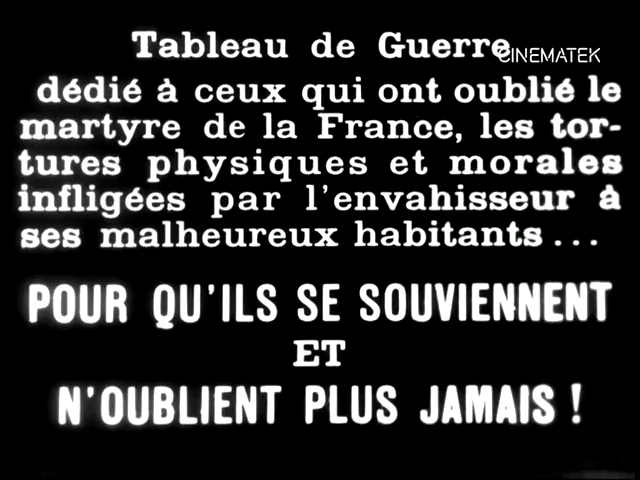 Tableau de Guerre
CINEMATEK
dédié à ceux qui ont oublié le
martyre de la France, les tor-
tures physiques et morales
infligées par l'envahisseur à
ses malheureux habitants...
POUR QU'ILS SE SOUVIENNENT
ET
N'OUBLIENT PLUS JAMAIS !